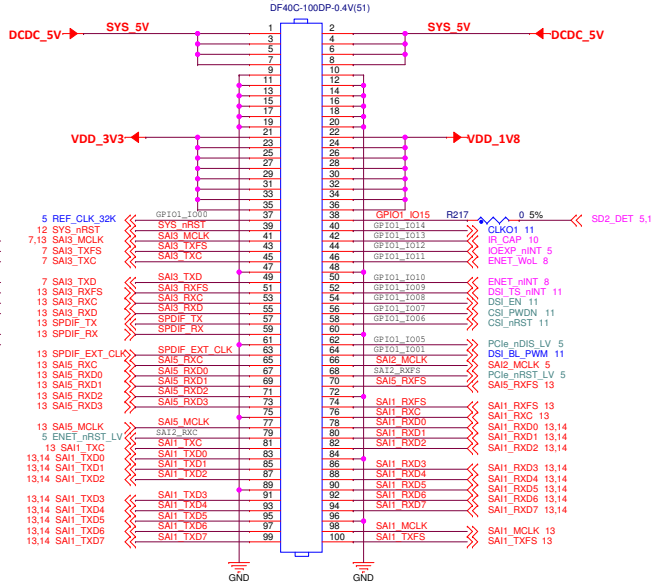 DF40C-100DP-0.4V(51)
SYS_5V 1 2 SYS_5V
DCDC_5V 3 4 DCDC_5V
5 6
7 8
9 10
11 12
13 14
15 16
17 18
19 20
VDD_3V3 21 22 VDD_1V8
23 24
25 26
27 28
29 30
31 32
33 34
35 36
5 REF_CLK_32K GPIO1_IO00 37 38 GPIO1_IO15 R217 0 5% SD2_DET 5,1
12 SYS_nRST SYS_nRST 39 40 GPIO1_IO14 CLKO1 11
7,13 SAI3_MCLK SAI3_MCLK 41 42 GPIO1_IO13 IR_CAP 10
7 SAI3_TXFS SAI3_TXFS 43 44 GPIO1_IO12 IOEXP_nINT 5
7 SAI3_TXC SAI3_TXC 45 46 GPIO1_IO11 ENET_WoL 8
47 48
7 SAI3_TXD SAI3_TXD 49 50 GPIO1_IO10 ENET_nINT 8
13 SAI3_RXFS SAI3_RXFS 51 52 GPIO1_IO09 DSI_TS_nINT 11
13 SAI3_RXC SAI3_RXC 53 54 GPIO1_IO08 DSI_EN 11
13 SAI3_RXD SAI3_RXD 55 56 GPIO1_IO07 CSI_PWDN 11
13 SPDIF_TX SPDIF_TX 57 58 GPIO1_IO06 CSI_nRST 11
13 SPDIF_RX SPDIF_RX 59 60
61 62 GPIO1_IO05 PCIe_nDIS_LV 5
13 SPDIF_EXT_CLK SPDIF_EXT_CLK 63 64 GPIO1_IO01 DSI_BL_PWM 11
13 SAI5_RXC SAI5_RXC 65 66 SAI2_MCLK SAI2_MCLK 5
13 SAI5_RXD0 SAI5_RXD0 67 68 SAI2_RXFS PCIe_nRST_LV 5
13 SAI5_RXD1 SAI5_RXD1 69 70 SAI5_RXFS SAI5_RXFS 13
13 SAI5_RXD2 SAI5_RXD2 71 72
13 SAI5_RXD3 SAI5_RXD3 73 74 SAI1_RXFS SAI1_RXFS 13
75 76 SAI1_RXC SAI1_RXC 13
13 SAI5_MCLK SAI5_MCLK 77 78 SAI1_RXD0 SAI1_RXD0 13,14
5 ENET_nRST_LV SAI2_RXC 79 80 SAI1_RXD1 SAI1_RXD1 13,14
13 SAI1_TXC SAI1_TXC 81 82 SAI1_RXD2 SAI1_RXD2 13,14
13,14 SAI1_TXD0 SAI1_TXD0 83 84
13,14 SAI1_TXD1 SAI1_TXD1 85 86 SAI1_RXD3 SAI1_RXD3 13,14
13,14 SAI1_TXD2 SAI1_TXD2 87 88 SAI1_RXD4 SAI1_RXD4 13,14
89 90 SAI1_RXD5 SAI1_RXD5 13,14
13,14 SAI1_TXD3 SAI1_TXD3 91 92 SAI1_RXD6 SAI1_RXD6 13,14
13,14 SAI1_TXD4 SAI1_TXD4 93 94 SAI1_RXD7 SAI1_RXD7 13,14
13,14 SAI1_TXD5 SAI1_TXD5 95 96
13,14 SAI1_TXD6 SAI1_TXD6 97 98 SAI1_MCLK SAI1_MCLK 13
13,14 SAI1_TXD7 SAI1_TXD7 99 100 SAI1_TXFS SAI1_TXFS 13
GND GND